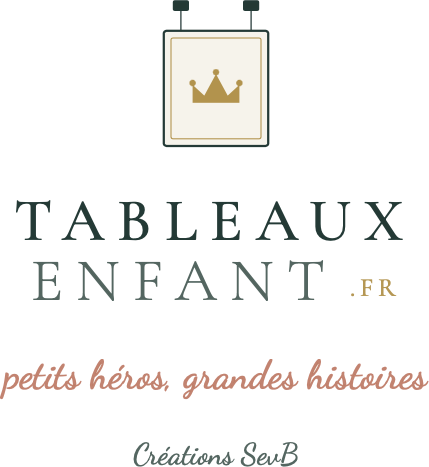 TABLEAUX
ENFANT .FR
petits héros, grandes histoires
Créations SevB